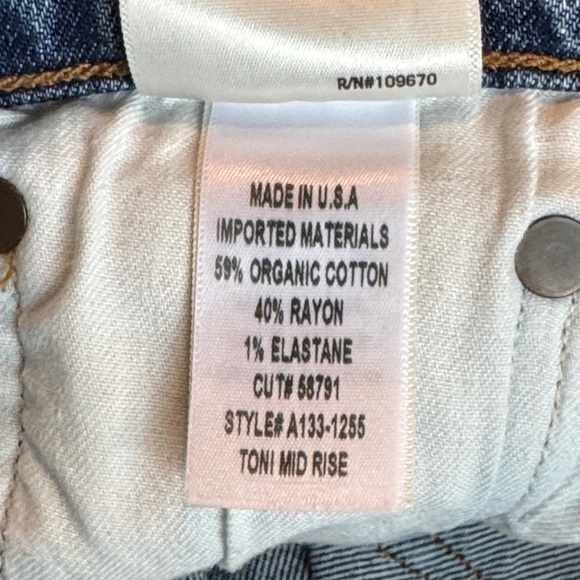 R/N#109670
MADE IN U.S.A
IMPORTED MATERIALS
59% ORGANIC COTTON
40% RAYON
1% ELASTANE
CUT# 58791
STYLE# A133-1255
TONI MID RISE